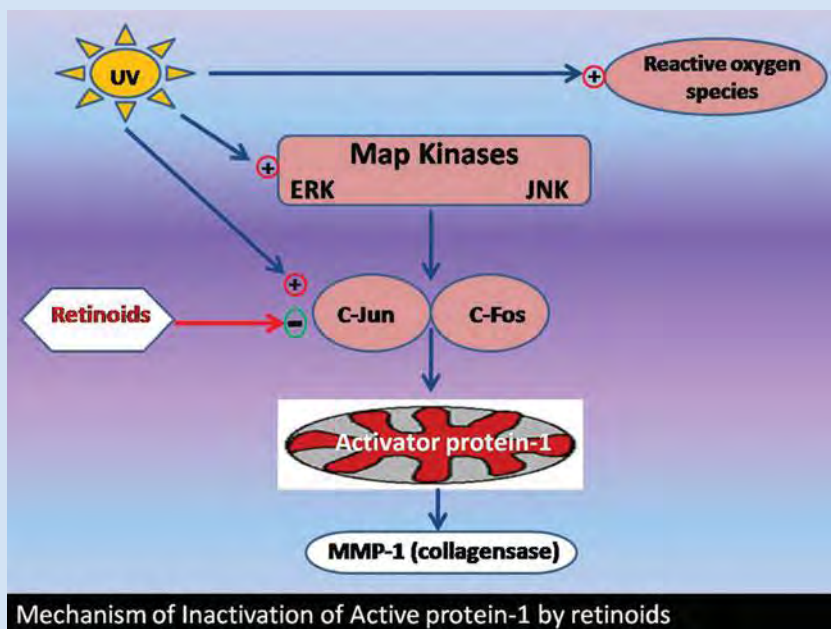 UV
+
Reactive oxygen
species
+
Map Kinases
ERK JNK
+
Retinoids
-
C-Jun
C-Fos
Activator protein-1
MMP-1 (collagensase)
Mechanism of Inactivation of Active protein-1 by retinoids